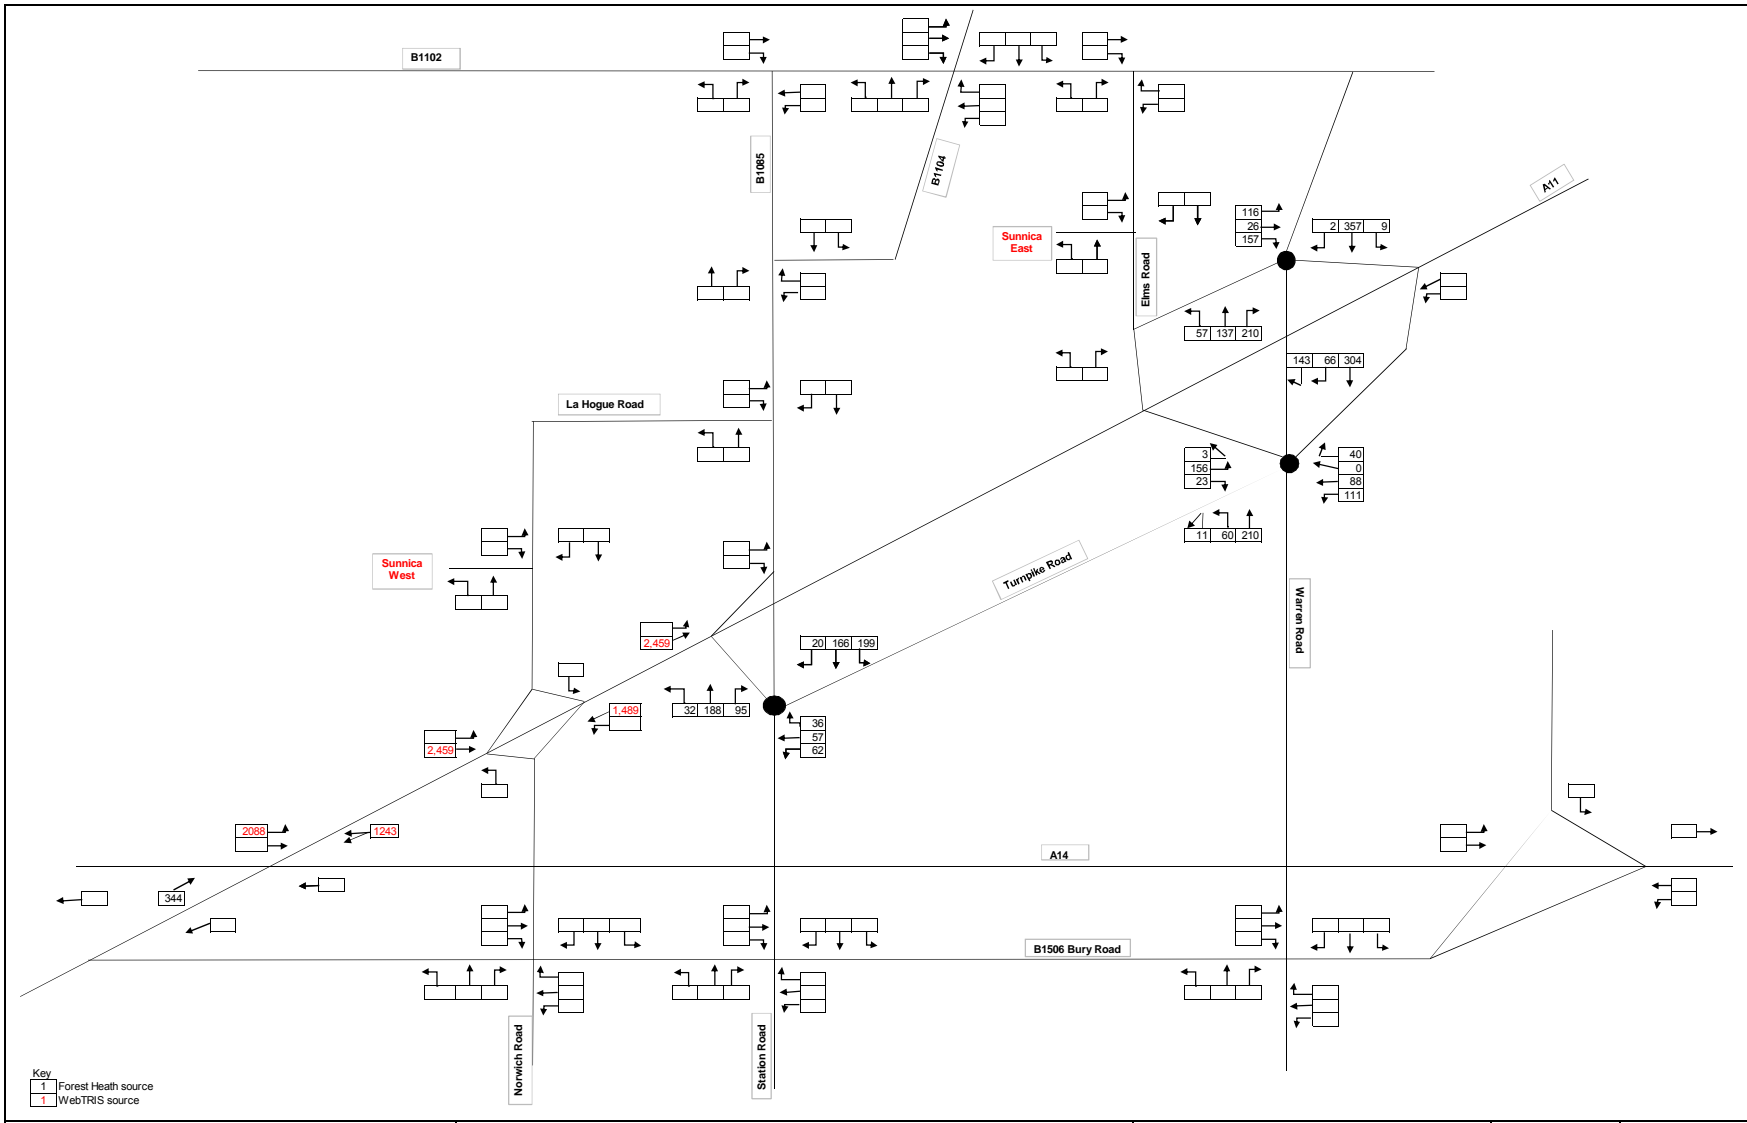 B1102
B1085
B1104
A11
116
26
157
2 357 9
Sunnica
East
Elms Road
57 137 210
143 66 304
La Hogue Road
3
156
23
40
0
88
111
11 60 210
Sunnica
West
Turnpike Road
Warren Road
2,459
20 166 199
1,489
32 188 95
36
57
62
2,459
2088
1243
A14
344
B1506 Bury Road
Norwich Road
Station Road
Key
1 Forest Heath source
1 WebTRIS source